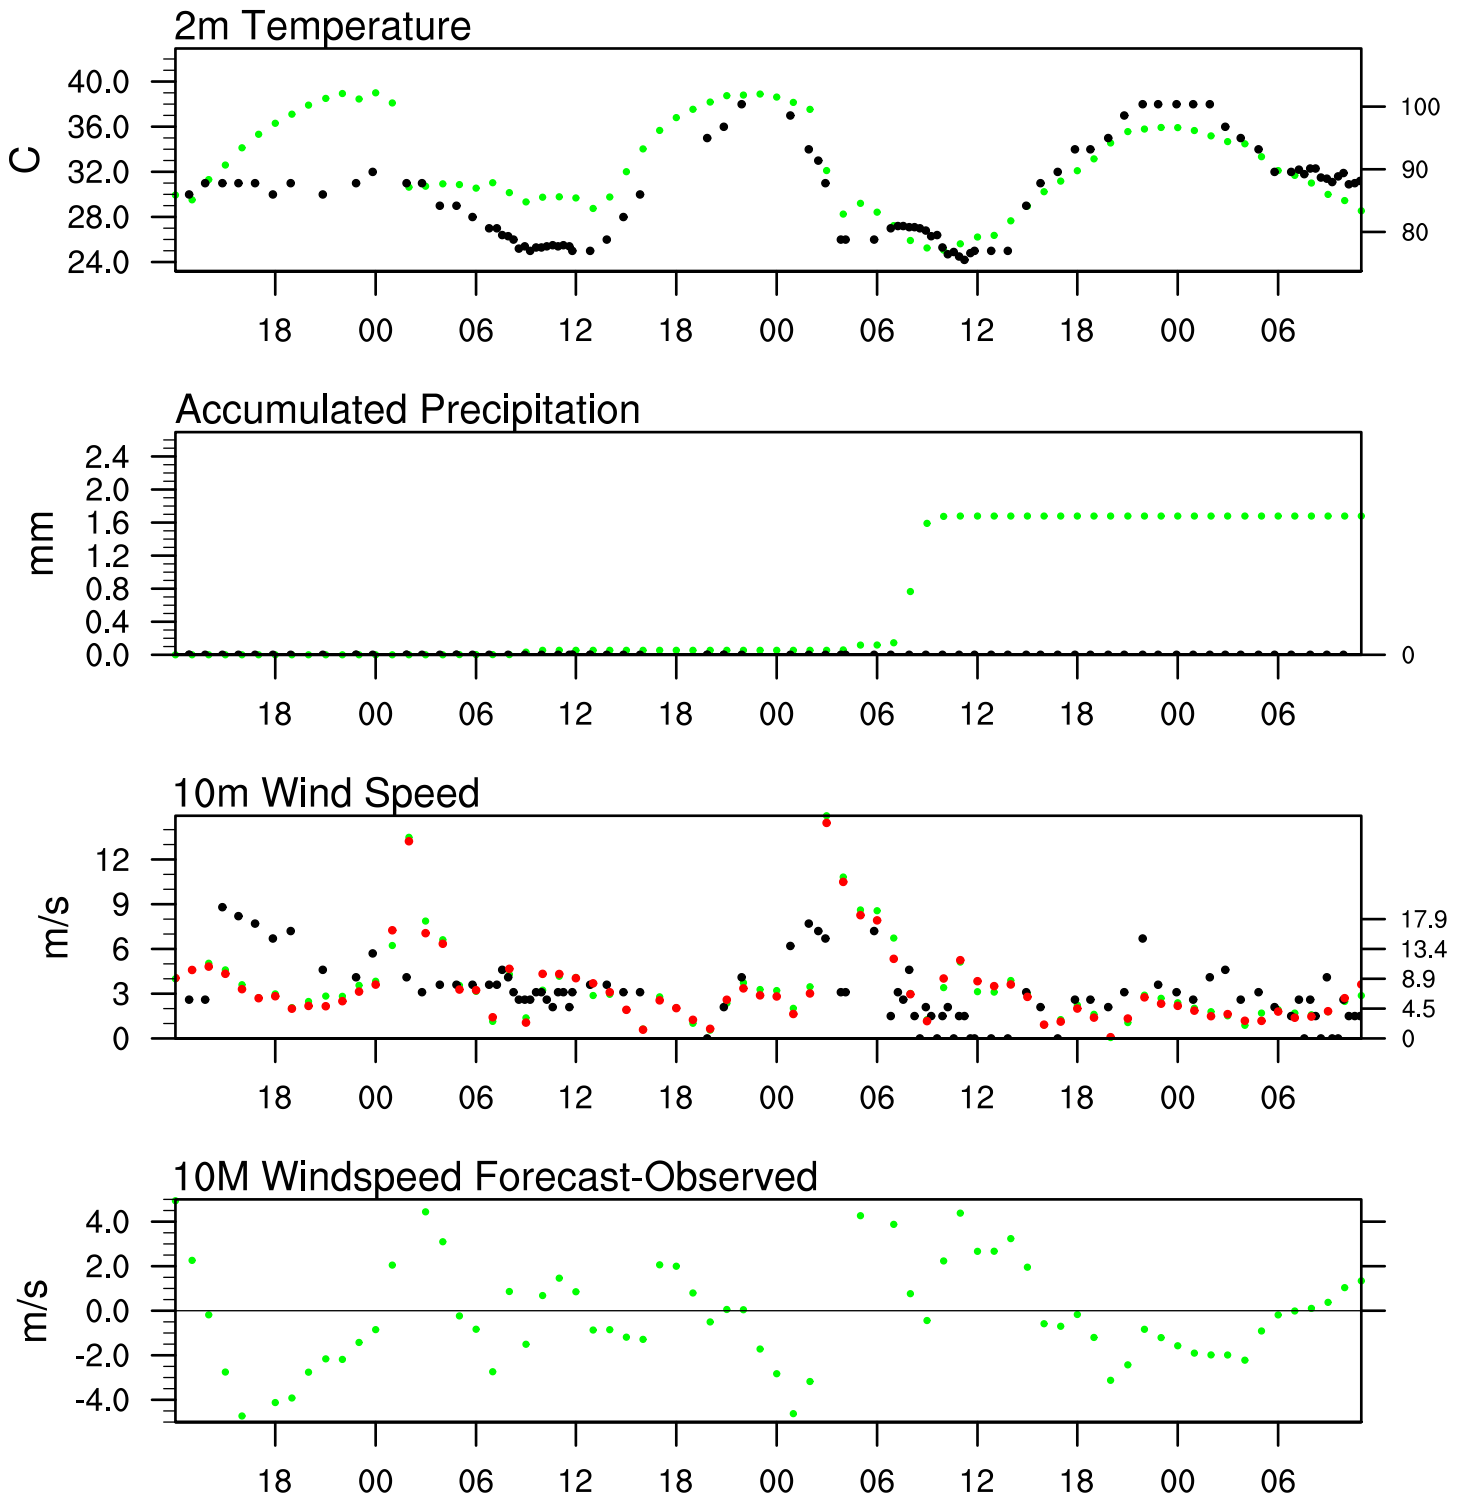 2m Temperature
40.0
36.0
32.0
28.0
24.0
C
100
90
80
18 00 06 12 18 00 06 12 18 00 06
Accumulated Precipitation
2.4
2.0
1.6
1.2
0.8
0.4
0.0
mm
0
18 00 06 12 18 00 06 12 18 00 06
10m Wind Speed
12
9
6
3
0
m/s
17.9
13.4
8.9
4.5
0
18 00 06 12 18 00 06 12 18 00 06
10M Windspeed Forecast-Observed
4.0
2.0
0.0
-2.0
-4.0
m/s
18 00 06 12 18 00 06 12 18 00 06